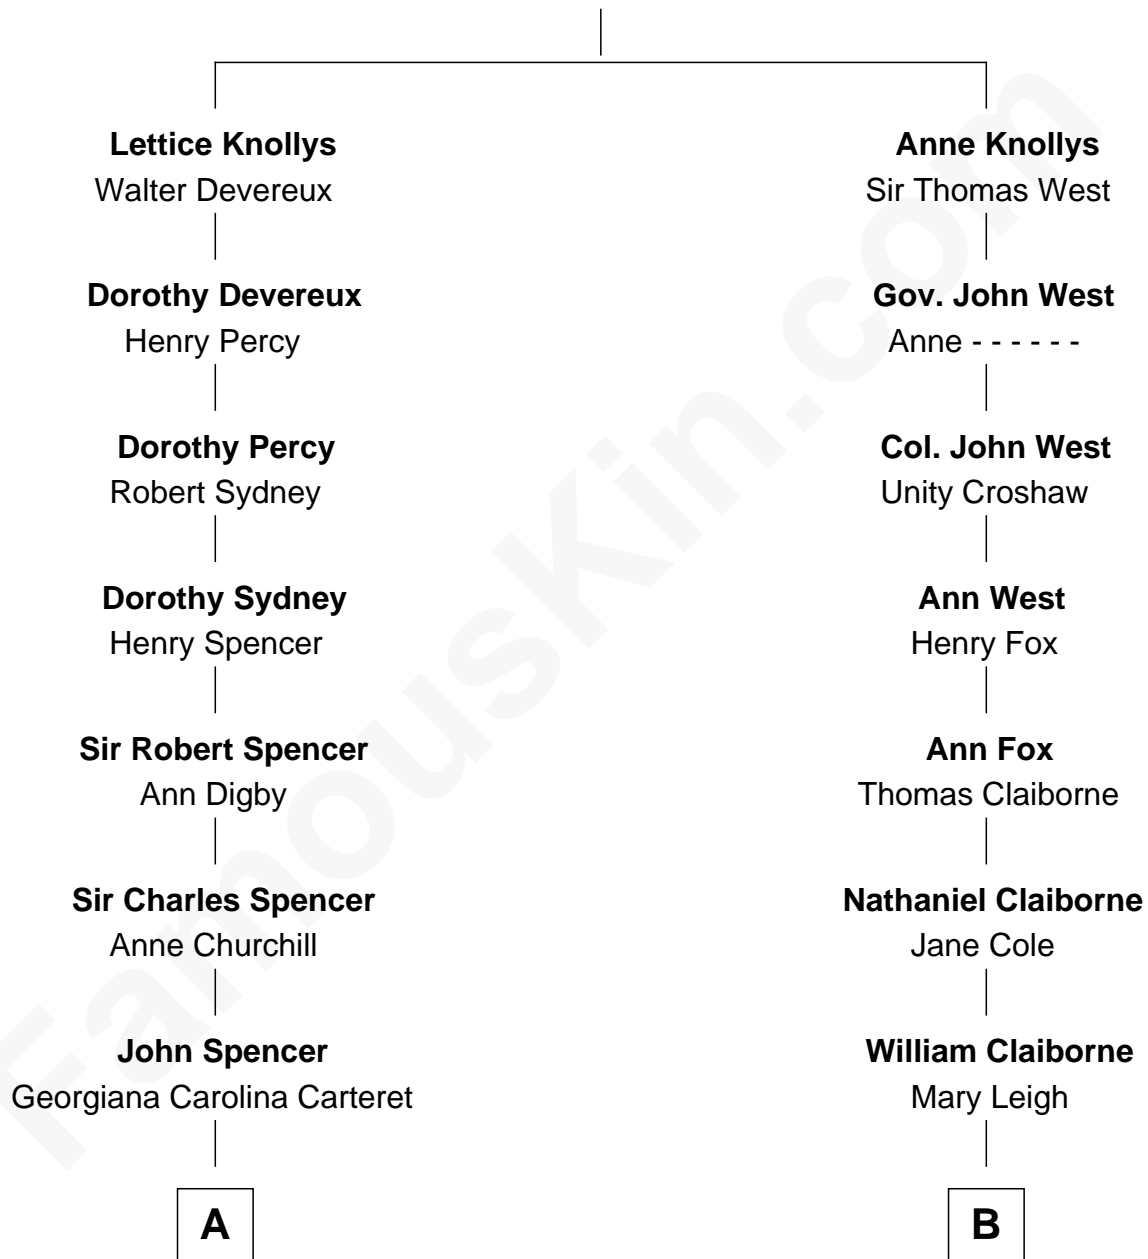 Lettice Knollys
Walter Devereux
Dorothy Devereux
Henry Percy
Dorothy Percy
Robert Sydney
Dorothy Sydney
Henry Spencer
Sir Robert Spencer
Ann Digby
Sir Charles Spencer
Anne Churchill
John Spencer
Georgiana Carolina Carteret
A
Anne Knollys
Sir Thomas West
Gov. John West
Anne - - - - - -
Col. John West
Unity Croshaw
Ann West
Henry Fox
Ann Fox
Thomas Claiborne
Nathaniel Claiborne
Jane Cole
William Claiborne
Mary Leigh
B
FamousKin.com